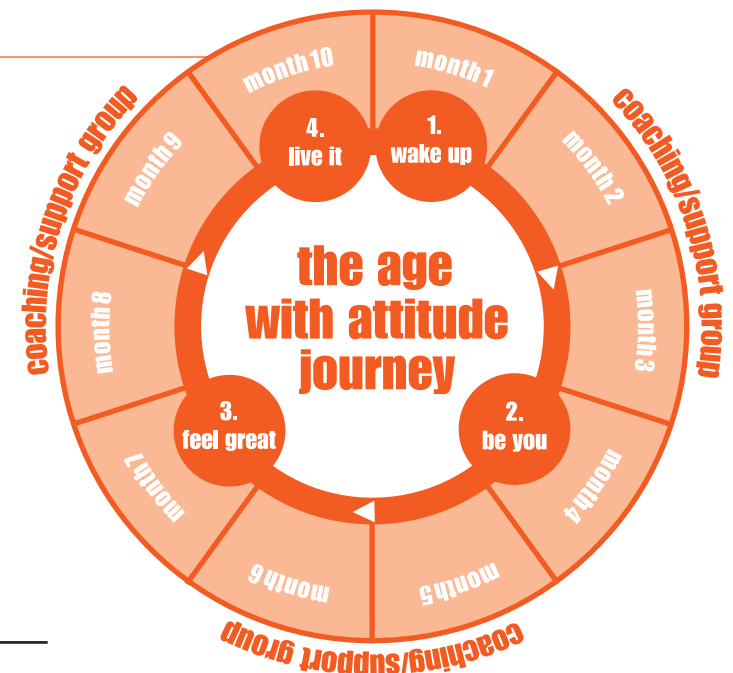 the age
with attitude
journey
1.
wake up
2.
be you
3.
feel great
4.
live it
month 1
month 2
month 3
month 4
month 5
month 6
month 7
month 8
month 9
month 10
coaching/support group
coaching/support group
coaching/support group